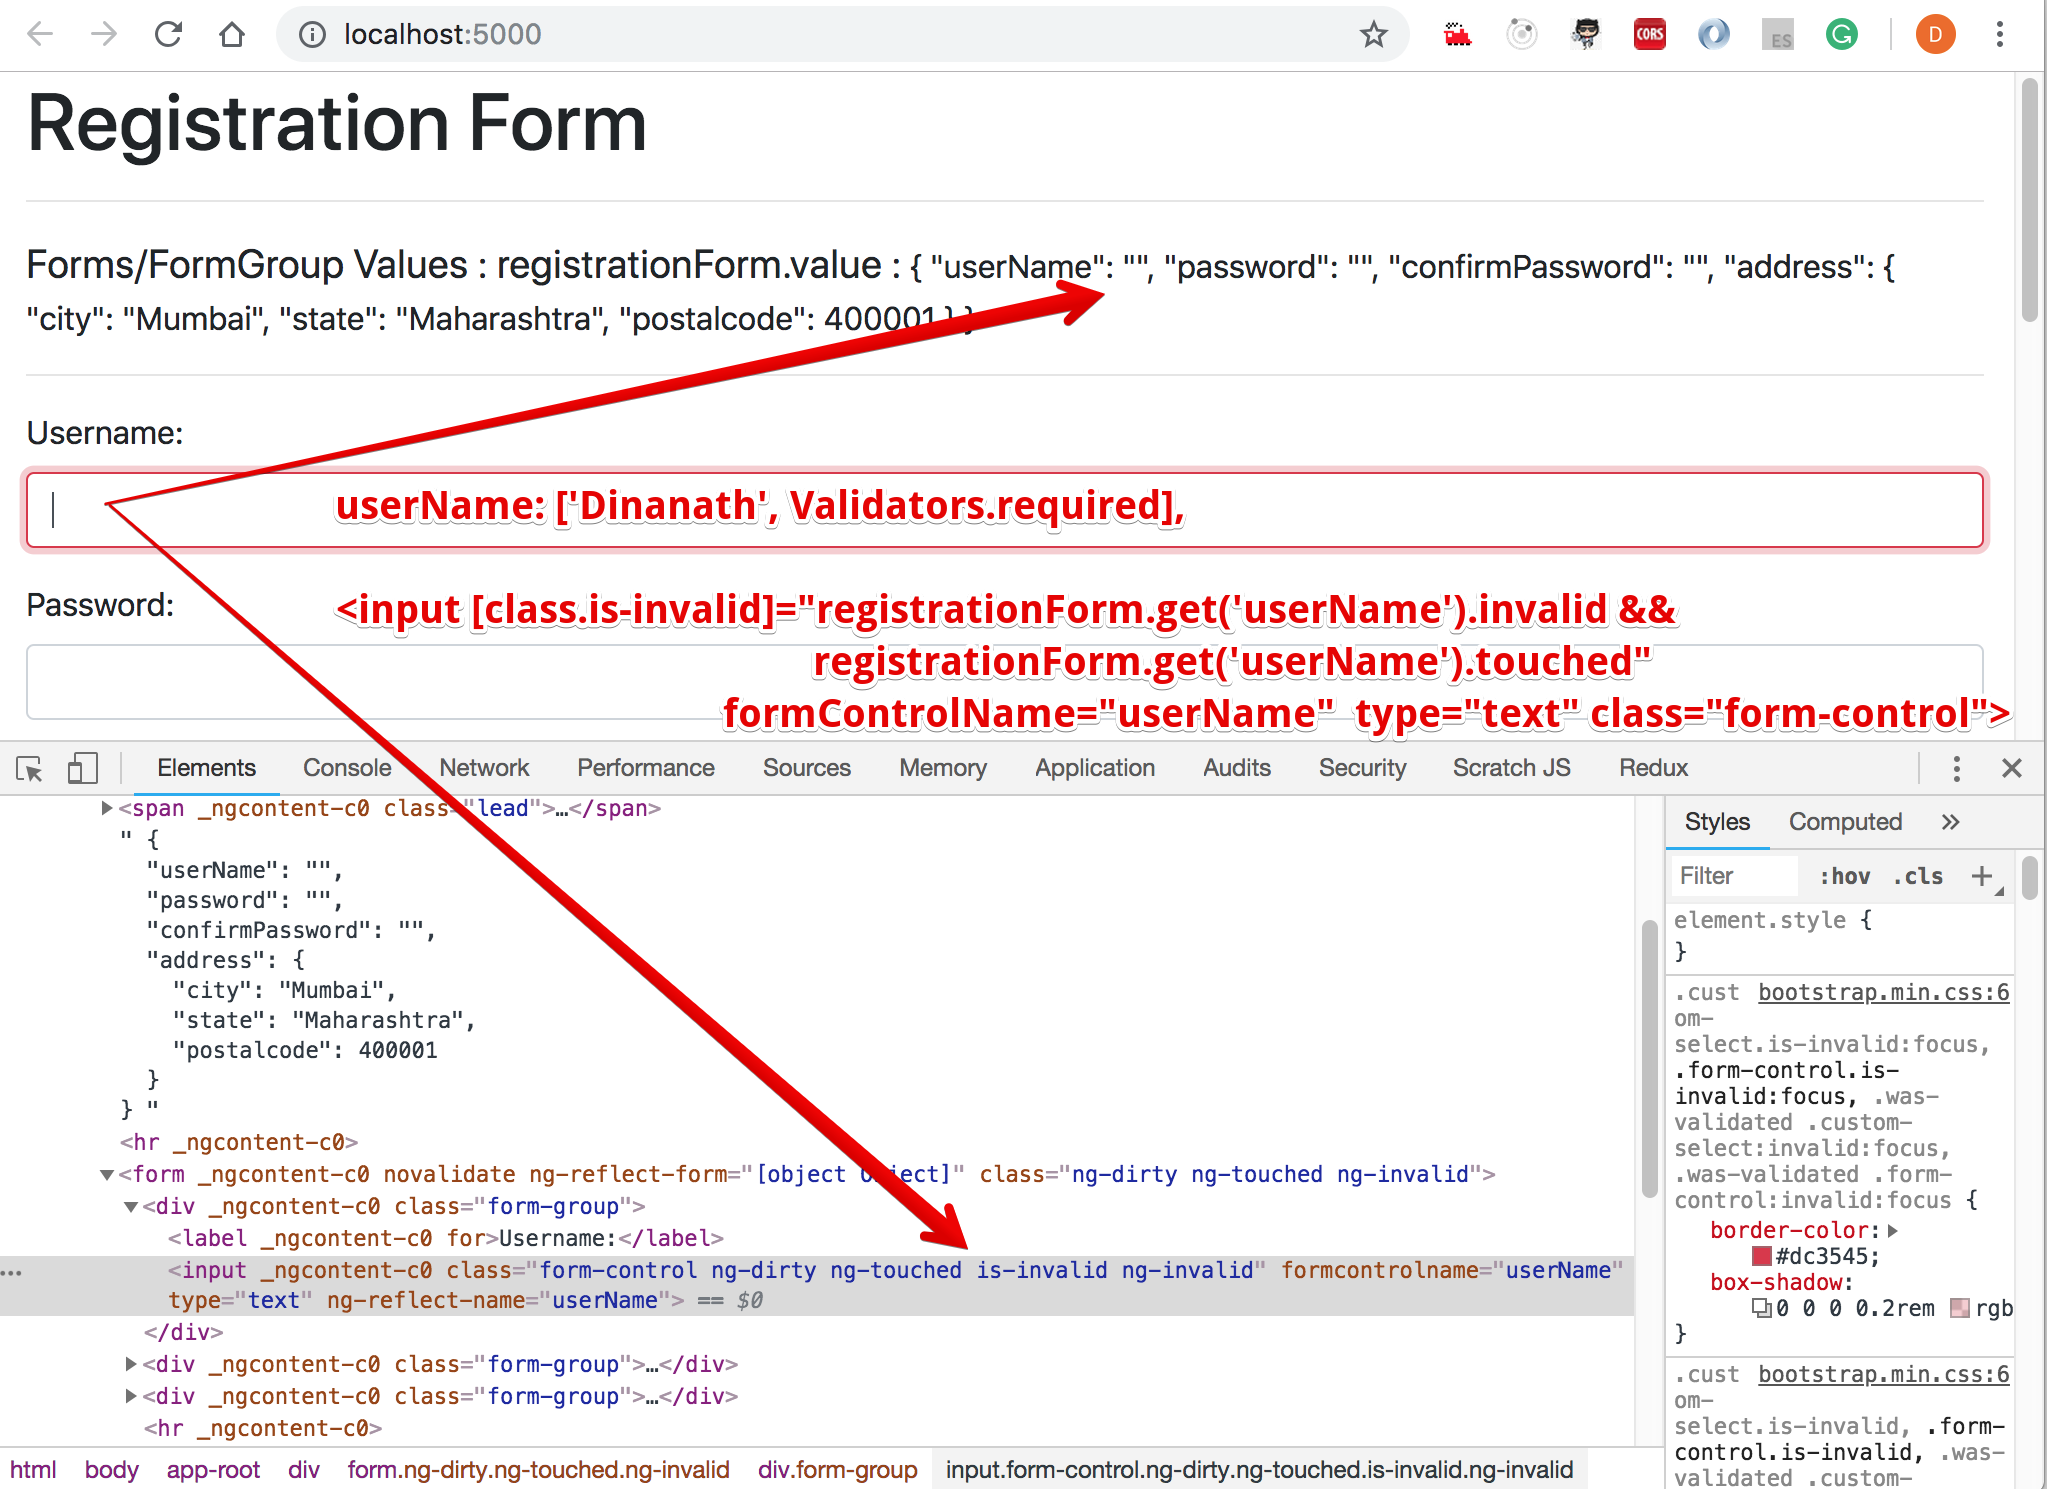 localhost:5000
CORS
ES
G
D
Registration Form
Forms/FormGroup Values : registrationForm.value : { "userName": "", "password": "", "confirmPassword": "", "address": {
"city": "Mumbai", "state": "Maharashtra", "postalcode": 400001 } }
Username:
userName: ['Dinanath', Validators.required],
Password:
<input [class.is-invalid]="registrationForm.get('userName').invalid &&
registrationForm.get('userName').touched"
formControlName="userName" type="text" class="form-control">
Elements Console Network Performance Sources Memory Application Audits Security Scratch JS Redux
<span _ngcontent-c0 class="lead">…</span>
" {
"userName": "",
"password": "",
"confirmPassword": "",
"address": {
"city": "Mumbai",
"state": "Maharashtra",
"postalcode": 400001
}
} "
<hr _ngcontent-c0>
<form _ngcontent-c0 novalidate ng-reflect-form="[object Object]" class="ng-dirty ng-touched ng-invalid">
<div _ngcontent-c0 class="form-group">
<label _ngcontent-c0 for>Username:</label>
<input _ngcontent-c0 class="form-control ng-dirty ng-touched is-invalid ng-invalid" formcontrolname="userName"
type="text" ng-reflect-name="userName"> == $0
</div>
<div _ngcontent-c0 class="form-group">…</div>
<div _ngcontent-c0 class="form-group">…</div>
<hr _ngcontent-c0>
html body app-root div form.ng-dirty.ng-touched.ng-invalid div.form-group input.form-control.ng-dirty.ng-touched.is-invalid.ng-invalid
Styles Computed »
Filter :hov .cls +
element.style {
}
.cust bootstrap.min.css:6
om-
select.is-invalid:focus,
.form-control.is-
invalid:focus, .was-
validated .custom-
select:invalid:focus,
.was-validated .form-
control:invalid:focus {
border-color:
#dc3545;
box-shadow:
0 0 0 0.2rem rgb
}
.cust bootstrap.min.css:6
om-
select.is-invalid, .form-
control.is-invalid, .was-
validated .custom-